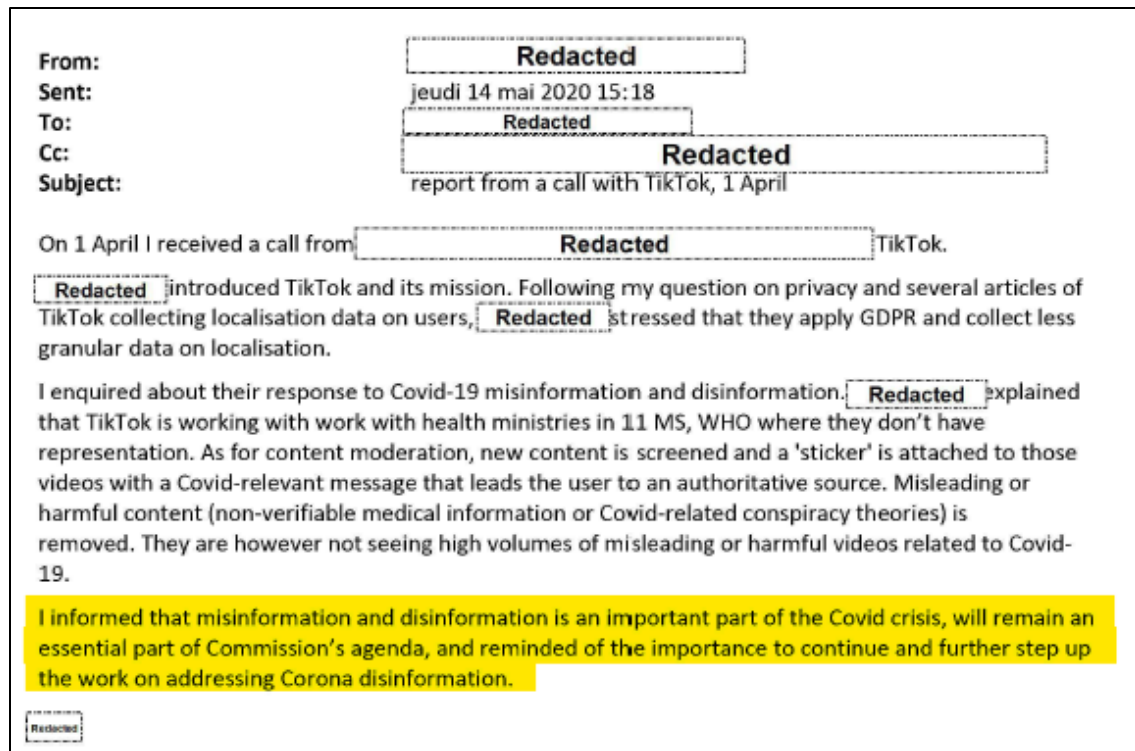 From: Redacted
Sent: jeudi 14 mai 2020 15:18
To: Redacted
Cc: Redacted
Subject: report from a call with TikTok, 1 April
On 1 April I received a call from Redacted TikTok.
Redacted introduced TikTok and its mission. Following my question on privacy and several articles of
TikTok collecting localisation data on users, Redacted stressed that they apply GDPR and collect less
granular data on localisation.
I enquired about their response to Covid-19 misinformation and disinformation. Redacted explained
that TikTok is working with work with health ministries in 11 MS, WHO where they don't have
representation. As for content moderation, new content is screened and a 'sticker' is attached to those
videos with a Covid-relevant message that leads the user to an authoritative source. Misleading or
harmful content (non-verifiable medical information or Covid-related conspiracy theories) is
removed. They are however not seeing high volumes of misleading or harmful videos related to Covid-
19.
I informed that misinformation and disinformation is an important part of the Covid crisis, will remain an
essential part of Commission's agenda, and reminded of the importance to continue and further step up
the work on addressing Corona disinformation.
Redacted